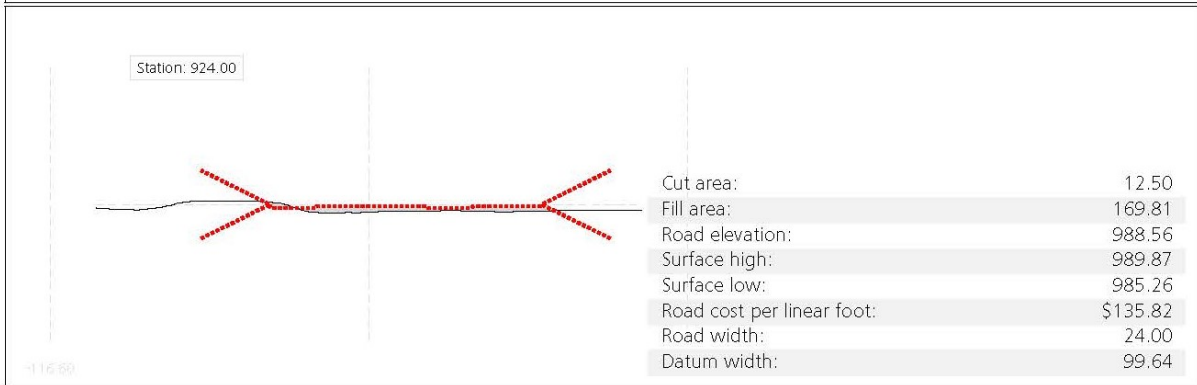 Station: 924.00
Cut area: 12.50
Fill area: 169.81
Road elevation: 988.56
Surface high: 989.87
Surface low: 985.26
Road cost per linear foot: $135.82
Road width: 24.00
Datum width: 99.64
-116.60